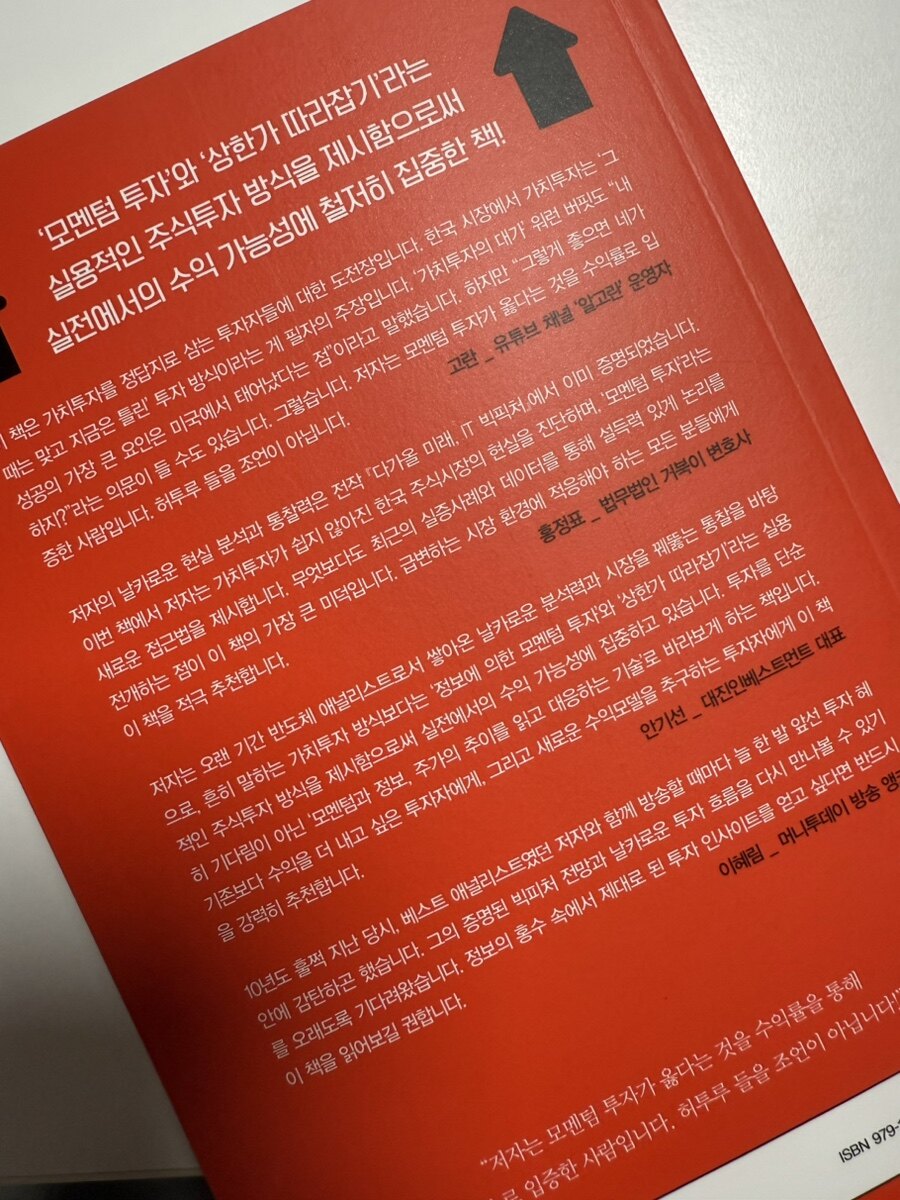 '모멘텀 투자'와 '상한가 따라잡기'라는
실용적인 주식투자 방식을 제시함으로써
실전에서의 수익 가능성에 철저히 집중한 책!
책은 가치투자를 정답지로 삼는 투자자들에 대한 도전장입니다. 한국 시장에서 가치투자는 '그
때는 맞고 지금은 틀린' 투자 방식이라는 게 필자의 주장입니다. '가치투자의 대가' 워런 버핏도 "내
성공의 가장 큰 요인은 미국에서 태어났다는 점"이라고 말했습니다. 하지만 "그렇게 좋으면 네가
하지?"라는 의문이 들 수도 있습니다. 그렇습니다. 저자는 모멘텀 투자가 옳다는 것을 수익률로 입
증한 사람입니다. 허투루 들을 조언이 아닙니다.
고란 _ 유튜브 채널 '알고란' 운영자
저자의 날카로운 현실 분석과 통찰력은 전작 『다가올 미래, IT 빅픽처』에서 이미 증명되었습니다.
이번 책에서 저자는 가치투자가 쉽지 않아진 한국 주식시장의 현실을 진단하며, '모멘텀 투자'라는
새로운 접근법을 제시합니다. 무엇보다도 최근의 실증사례와 데이터를 통해 설득력 있게 논리를
전개하는 점이 이 책의 가장 큰 미덕입니다. 급변하는 시장 환경에 적응해야 하는 모든 분들에게
이 책을 적극 추천합니다.
홍정표 _ 법무법인 거북이 변호사
저자는 오랜 기간 반도체 애널리스트로서 쌓아온 날카로운 분석력과 시장을 꿰뚫는 통찰을 바탕
으로, 흔히 말하는 가치투자 방식보다는 '정보에 의한 모멘텀 투자'와 '상한가 따라잡기'라는 실용
적인 주식투자 방식을 제시함으로써 실전에서의 수익 가능성에 집중하고 있습니다. 투자를 단순
히 기다림이 아닌 '모멘텀과 정보, 주가의 추이를 읽고 대응하는 기술'로 바라보게 하는 책입니다.
기존보다 수익을 더 내고 싶은 투자자에게, 그리고 새로운 수익모델을 추구하는 투자자에게 이 책
을 강력히 추천합니다.
안기선 _ 대진인베스트먼트 대표
10년도 훌쩍 지난 당시, 베스트 애널리스트였던 저자와 함께 방송할 때마다 늘 한 발 앞선 투자 혜
안에 감탄하곤 했습니다. 그의 증명된 빅피처 전망과 날카로운 투자 흐름을 다시 만나볼 수 있기
를 오래도록 기다려왔습니다. 정보의 홍수 속에서 제대로 된 투자 인사이트를 얻고 싶다면 반드시
이 책을 읽어보길 권합니다.
이혜림 _ 머니투데이 방송
"저자는 모멘텀 투자가 옳다는 것을 수익률을 통해
로 입증한 사람입니다. 허투루 들을 조언이 아닙니다!"
ISBN 979-